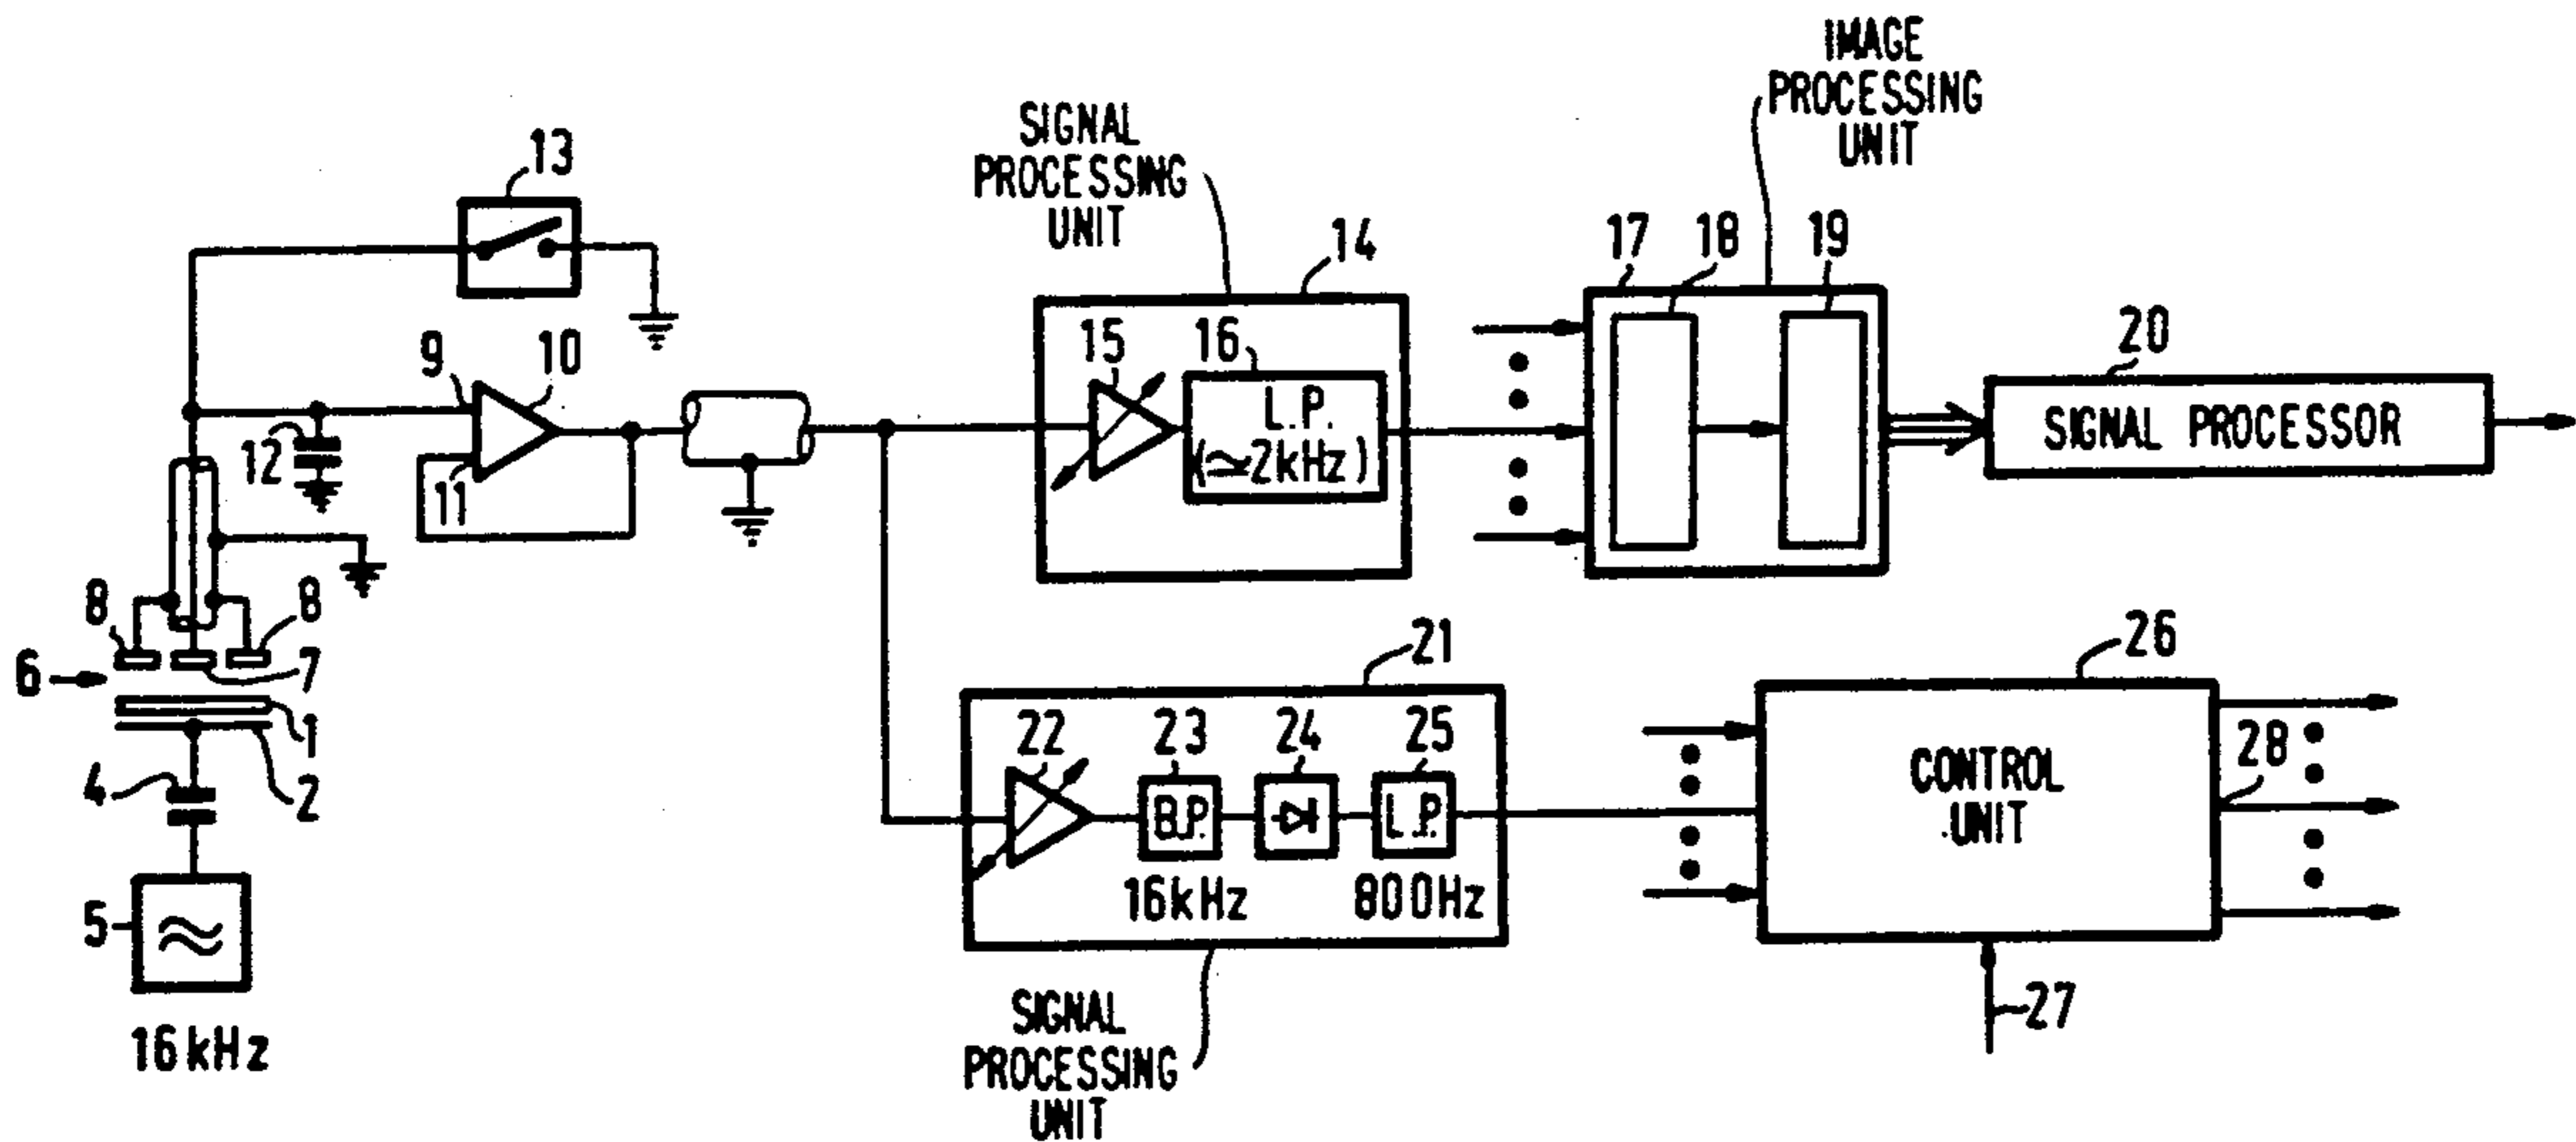 IMAGE
PROCESSING
UNIT
SIGNAL
PROCESSING
UNIT
13
14
17
18
19
9
10
15
16
20
L.P.
(≃2kHz)
SIGNAL PROCESSOR
12
11
8
8
6
7
21
26
1
2
4
22
23
24
25
28
B.P.
L.P.
CONTROL
UNIT
16kHz
800Hz
5
27
16kHz
SIGNAL
PROCESSING
UNIT